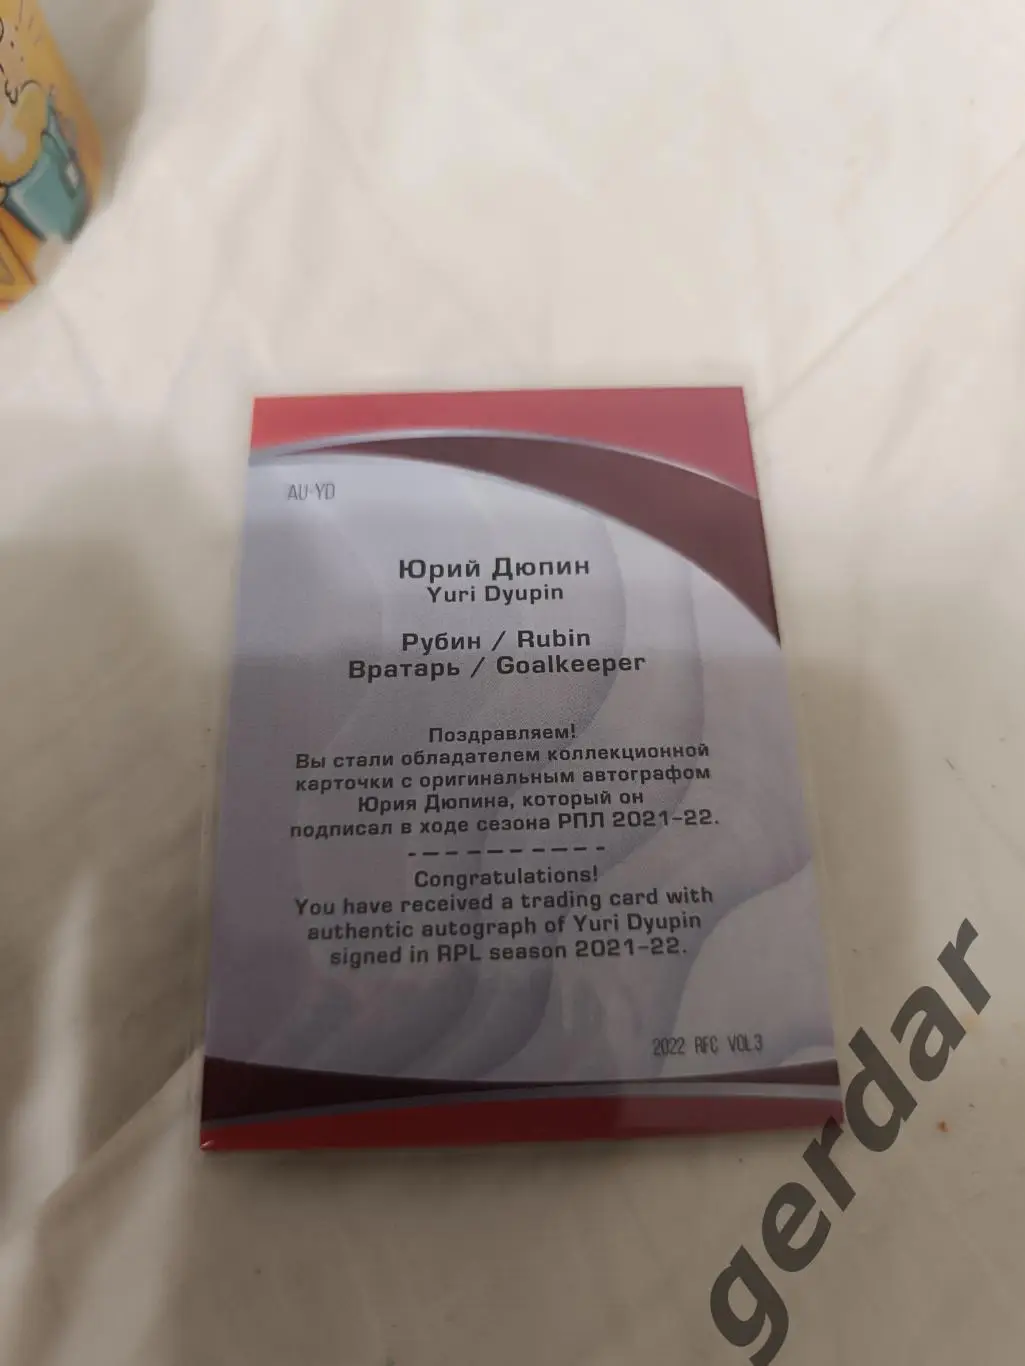 AU-YD
Юрий Дюпин
Yuri Dyupin
Рубин / Rubin
Вратарь / Goalkeeper
Поздравляем!
Вы стали обладателем коллекционной
карточки с оригинальным автографом
Юрия Дюпина, который он
подписал в ходе сезона РПЛ 2021-22.
Congratulations!
You have received a trading card with
authentic autograph of Yuri Dyupin
signed in RPL season 2021-22.
2022 RFC VOL3
gerdar